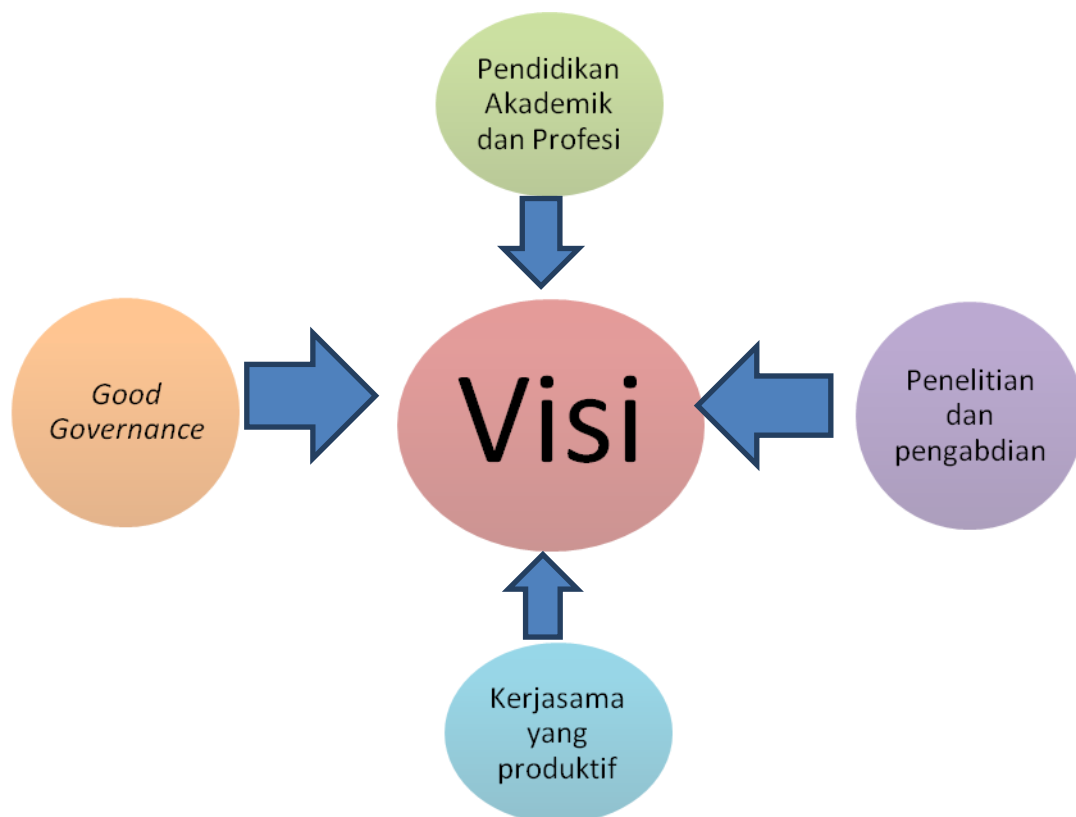 Pendidikan
Akademik
dan Profesi
Good
Governance
Visi
Penelitian
dan
pengabdian
Kerjasama
yang
produktif